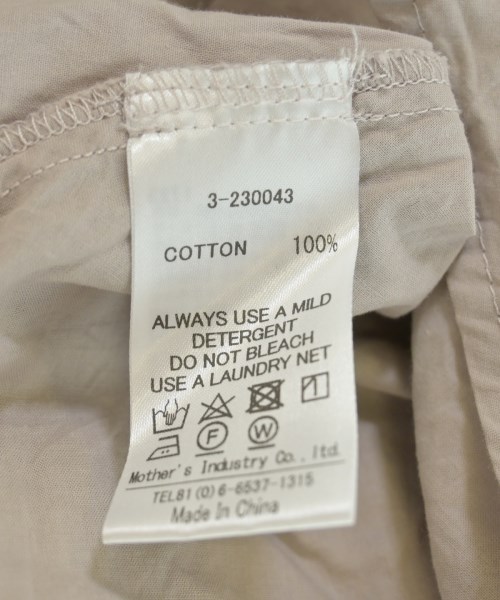 3-230043
COTTON 100%
ALWAYS USE A MILD
DETERGENT
DO NOT BLEACH
USE A LAUNDRY NET
F W
Mother's Industry Co.,ltd.
TEL81(0)6-6537-1315
Made In China